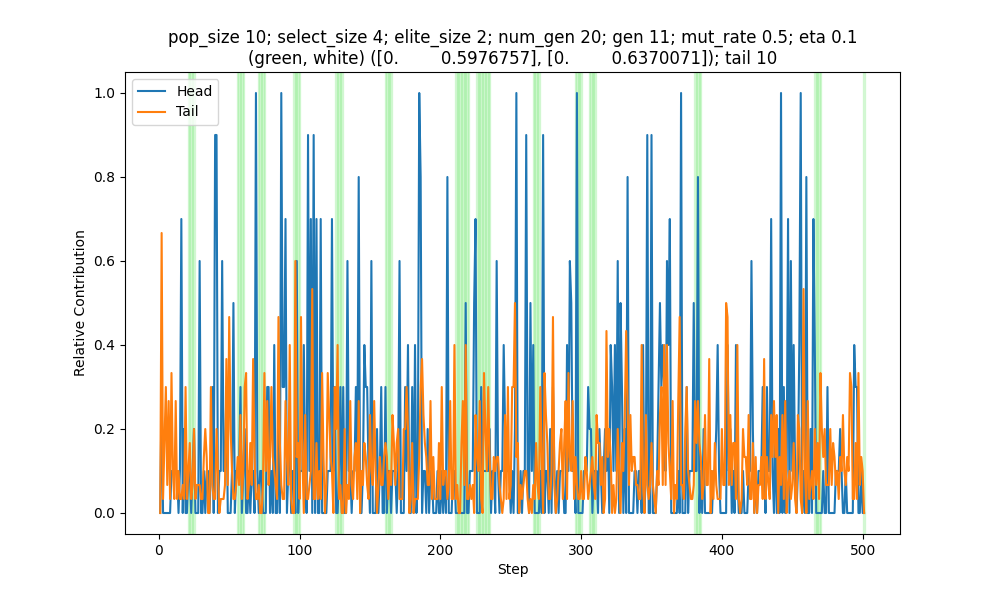 pop_size 10; select_size 4; elite_size 2; num_gen 20; gen 11; mut_rate 0.5; eta 0.1
(green, white) ([0. 0.5976757], [0. 0.6370071]); tail 10
Head
Tail
Relative Contribution
1.0
0.8
0.6
0.4
0.2
0.0
0 100 200 300 400 500
Step